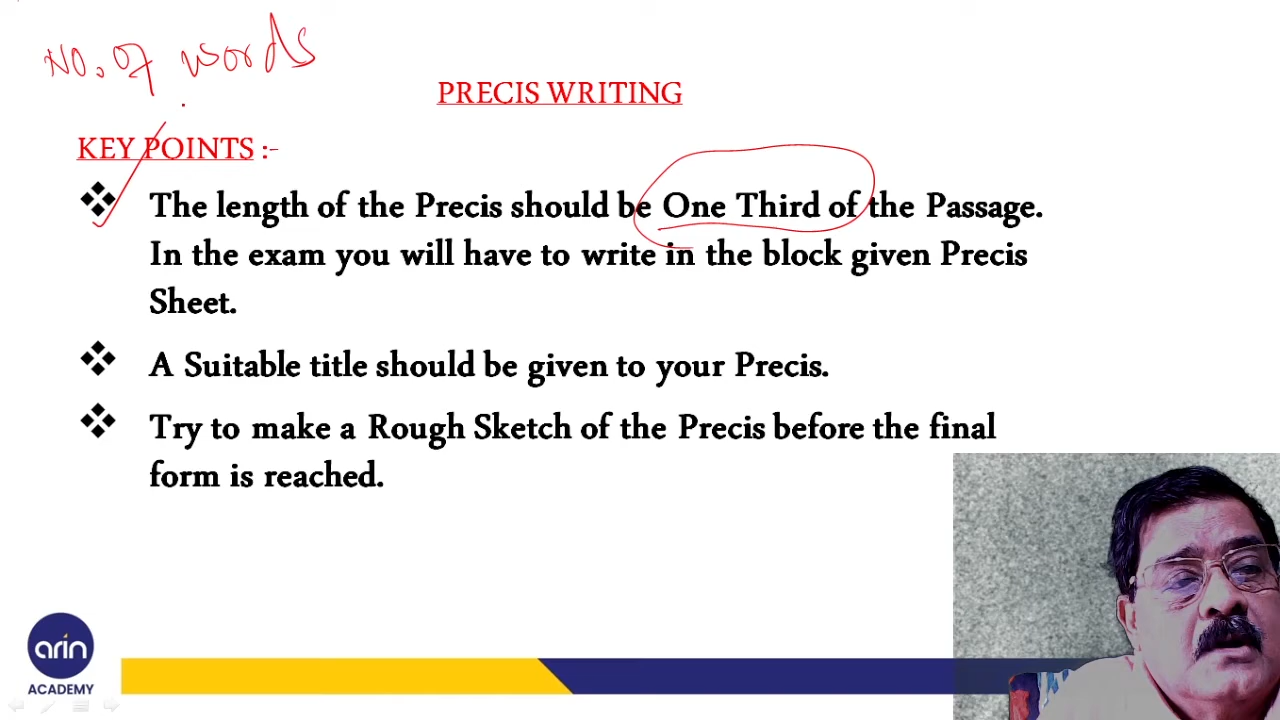 No. of words
PRECIS WRITING
KEY POINTS :-
❖ The length of the Precis should be One Third of the Passage.
In the exam you will have to write in the block given Precis
Sheet.
❖ A Suitable title should be given to your Precis.
❖ Try to make a Rough Sketch of the Precis before the final
form is reached.
arin
ACADEMY